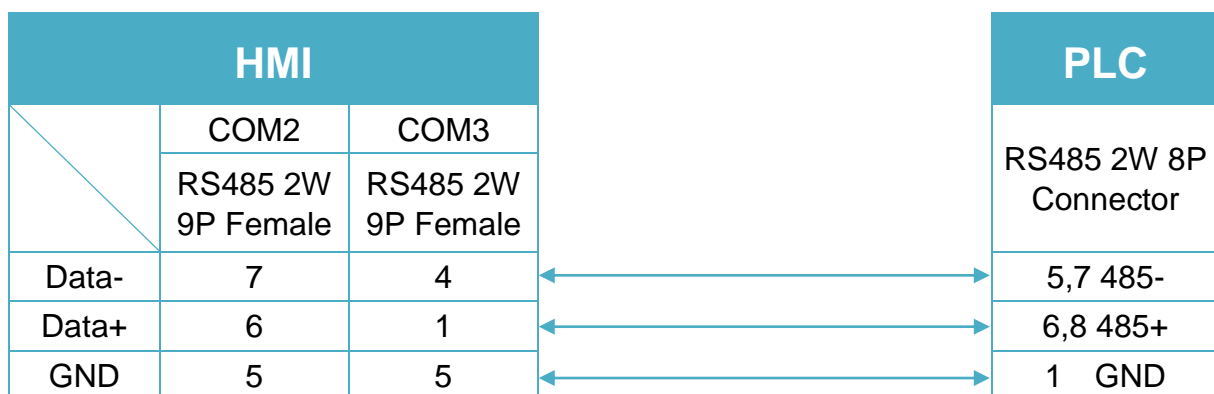 HMI PLC
COM2 COM3
RS485 2W 9P Female RS485 2W 9P Female RS485 2W 8P Connector
Data- 7 4 5,7 485-
Data+ 6 1 6,8 485+
GND 5 5 1 GND